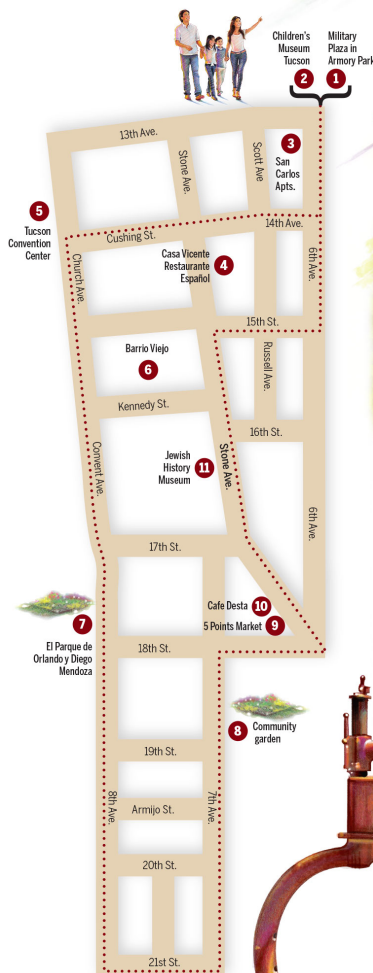 Children's
Museum
Tucson
2
Military
Plaza in
Armory Park
1
13th Ave.
Stone Ave.
Scott Ave
3
San
Carlos
Apts.
5
Tucson
Convention
Center
Cushing St.
14th Ave.
Church Ave.
Casa Vicente
Restaurante
Español
4
6th Ave.
15th St.
Barrio Viejo
6
Russell Ave.
Kennedy St.
16th St.
Convent Ave.
Jewish
History
Museum
11
Stone Ave.
6th Ave.
17th St.
7
El Parque de
Orlando y Diego
Mendoza
Cafe Desta
10
5 Points Market
9
18th St.
8
Community
garden
19th St.
8th Ave.
Armijo St.
7th Ave.
20th St.
21st St.